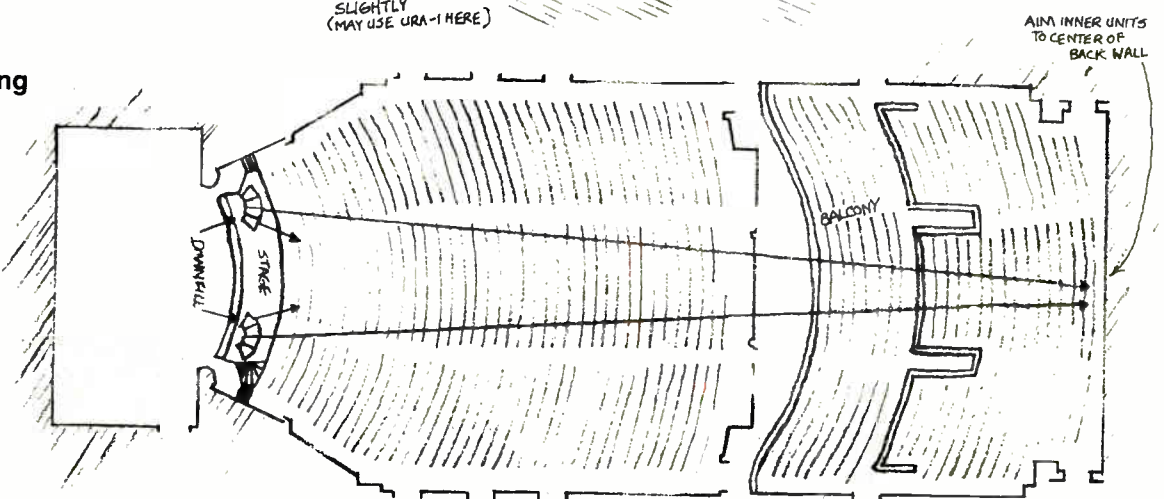 SLIGHTLY
(MAY USE URA-1 HERE)
AIM INNER UNITS
TO CENTER OF
BACK WALL
ng
BALCONY
STAGE
DOWNFILL